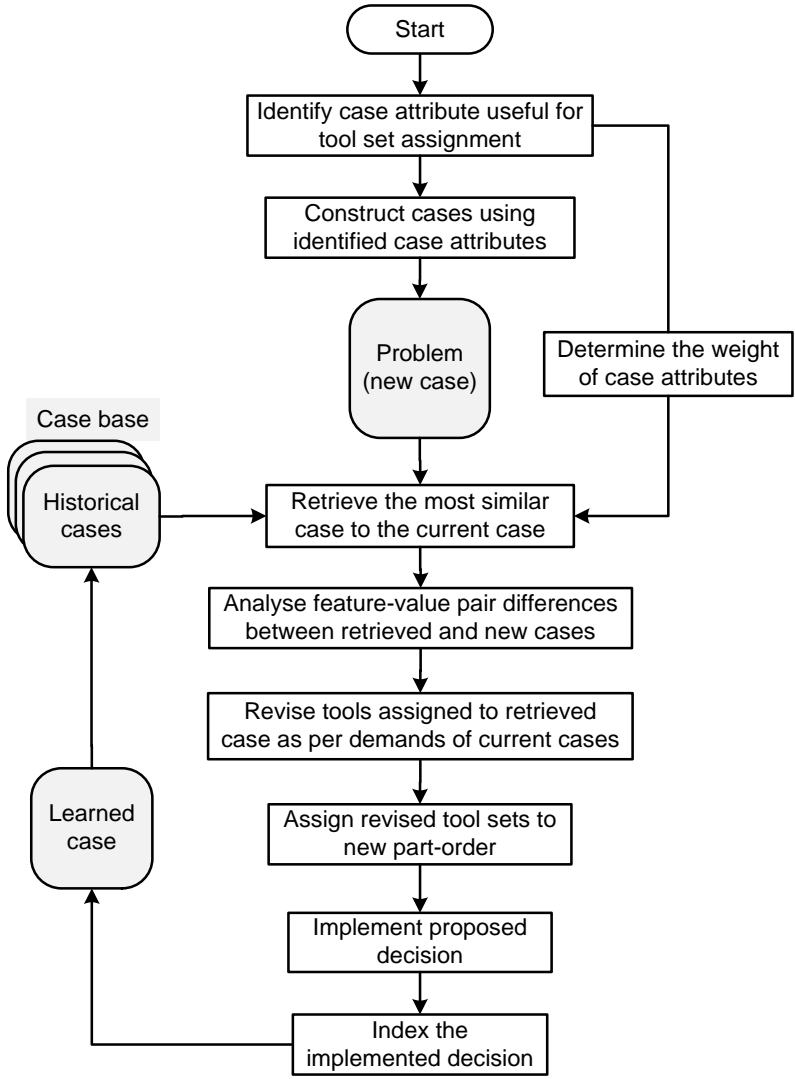 Start
Identify case attribute useful for
tool set assignment
Construct cases using
identified case attributes
Problem
(new case)
Determine the weight
of case attributes
Case base
Historical
cases
Retrieve the most similar
case to the current case
Analyse feature-value pair differences
between retrieved and new cases
Revise tools assigned to retrieved
case as per demands of current cases
Learned
case
Assign revised tool sets to
new part-order
Implement proposed
decision
Index the
implemented decision